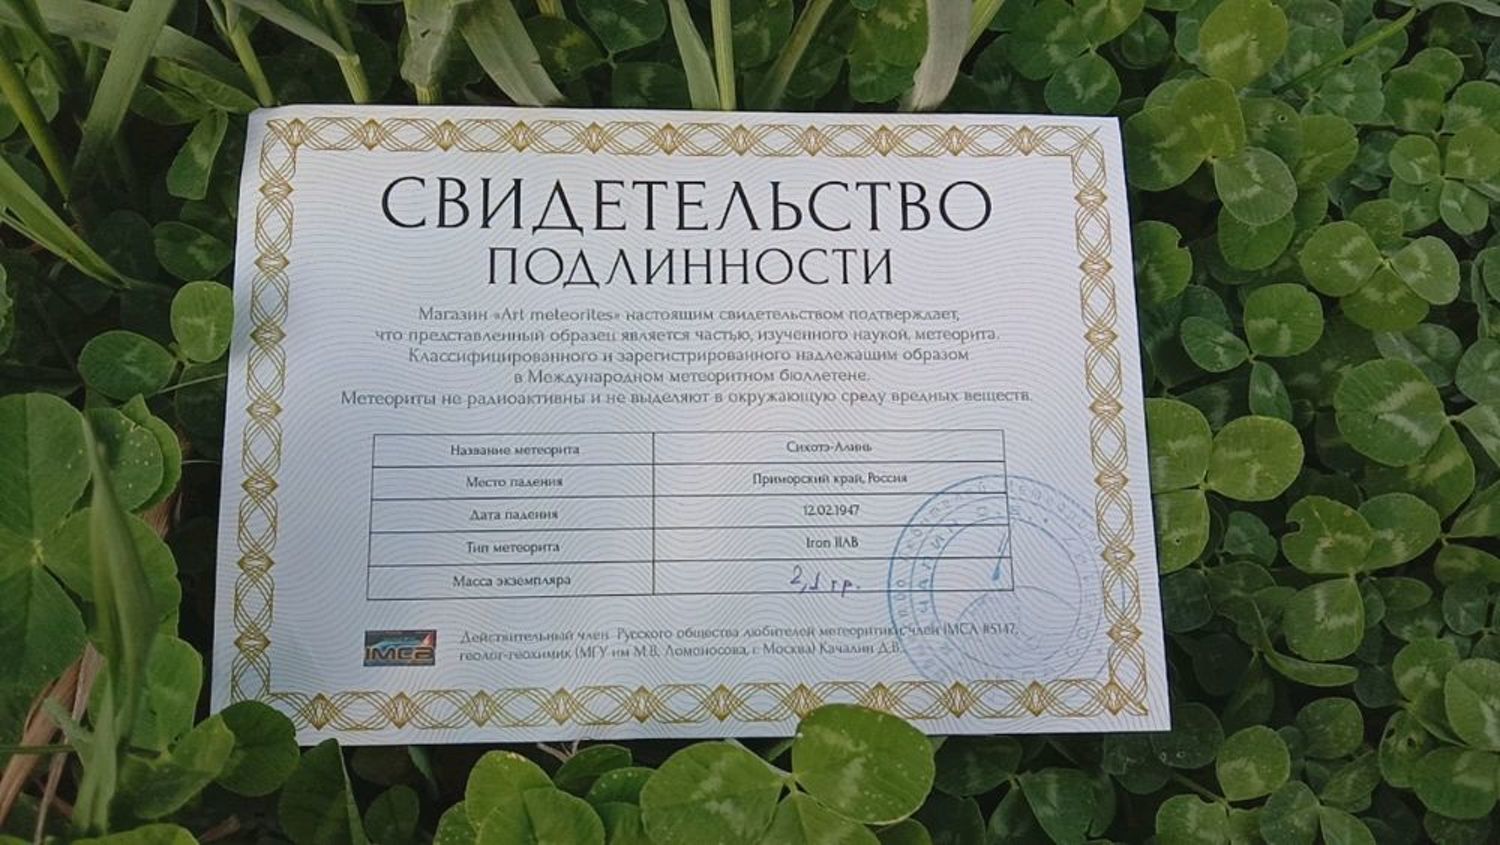 СВИДЕТЕЛЬСТВО
ПОДЛИННОСТИ
Магазин «Art meteorites» настоящим свидетельством подтверждает,
что представленный образец является частью, изученного наукой, метеорита.
Классифицированного и зарегистрированного надлежащим образом
в Международном метеоритном бюллетене.
Метеориты не радиоактивны и не выделяют в окружающую среду вредных веществ.
Название метеорита Сихотэ-Алинь
Место падения Приморский край, Россия
Дата падения 12.02.1947
Тип метеорита Iron IIAB
Масса экземпляра 2,1 гр.
IMCA Действительный член Русского общества любителей метеоритики, член IMCA #5147,
геолог-геохимик (МГУ им М.В. Ломоносова, г. Москва) Качалин Д.В.